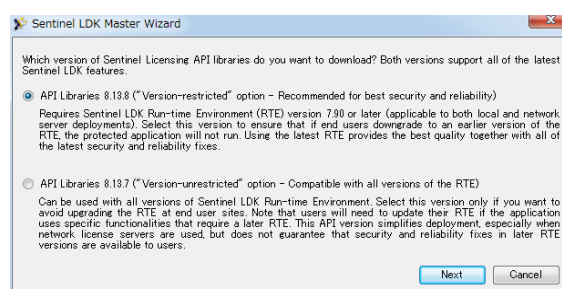 Sentinel LDK Master Wizard
Which version of Sentinel Licensing API libraries do you want to download? Both versions support all of the latest
Sentinel LDK features.
API Libraries 8.13.8 ("Version-restricted" option - Recommended for best security and reliability)
Requires Sentinel LDK Run-time Environment (RTE) version 7.90 or later (applicable to both local and network
server deployments). Select this version to ensure that if end users downgrade to an earlier version of the
RTE, the protected application will not run. Using the latest RTE provides the best quality together with all of
the latest security and reliability fixes.
API Libraries 8.13.7 ("Version-unrestricted" option - Compatible with all versions of the RTE)
Can be used with all versions of Sentinel LDK Run-time Environment. Select this version only if you want to
avoid upgrading the RTE at end user sites. Note that users will need to update their RTE if the application
uses specific functionalities that require a later RTE. This API version simplifies deployment, especially when
network license servers are used, but does not guarantee that security and reliability fixes in later RTE
versions are available to users.
Next
Cancel